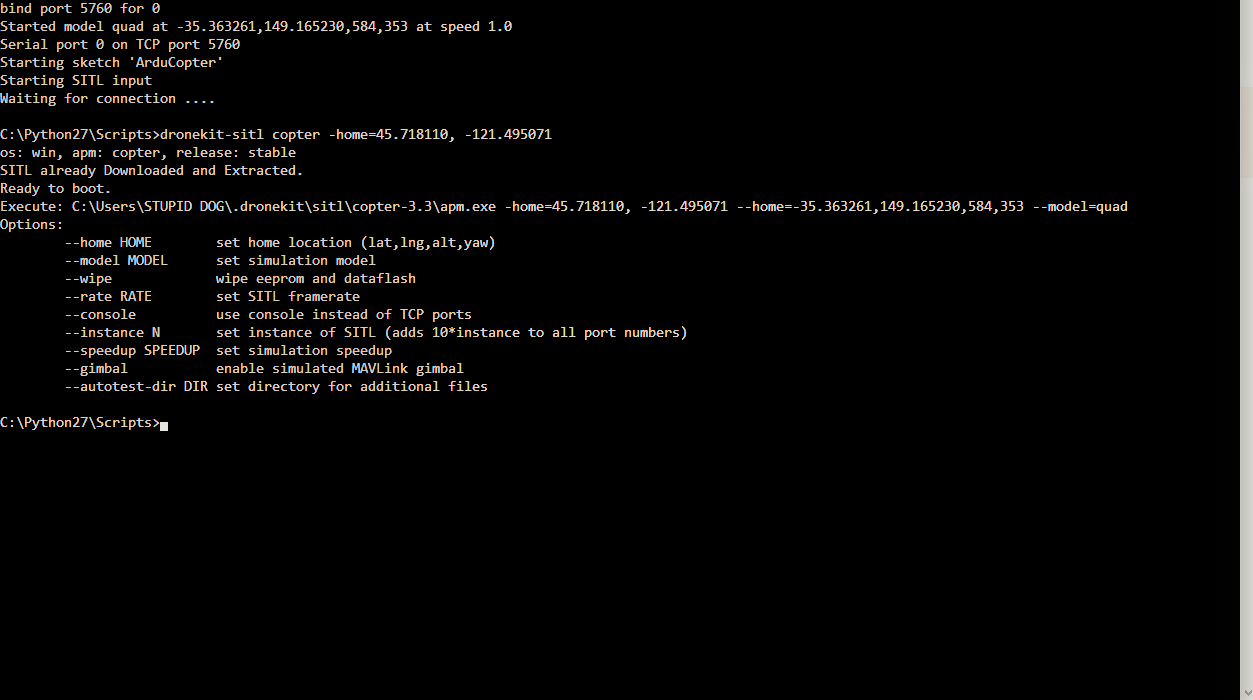 bind port 5760 for 0
Started model quad at -35.363261,149.165230,584,353 at speed 1.0
Serial port 0 on TCP port 5760
Starting sketch 'ArduCopter'
Starting SITL input
Waiting for connection ....
C:\Python27\Scripts>dronekit-sitl copter -home=45.718110, -121.495071
os: win, apm: copter, release: stable
SITL already Downloaded and Extracted.
Ready to boot.
Execute: C:\Users\STUPID DOG\.dronekit\sitl\copter-3.3\apm.exe -home=45.718110, -121.495071 --home=-35.363261,149.165230,584,353 --model=quad
Options:
--home HOME set home location (lat,lng,alt,yaw)
--model MODEL set simulation model
--wipe wipe eeprom and dataflash
--rate RATE set SITL framerate
--console use console instead of TCP ports
--instance N set instance of SITL (adds 10*instance to all port numbers)
--speedup SPEEDUP set simulation speedup
--gimbal enable simulated MAVLink gimbal
--autotest-dir DIR set directory for additional files
C:\Python27\Scripts>